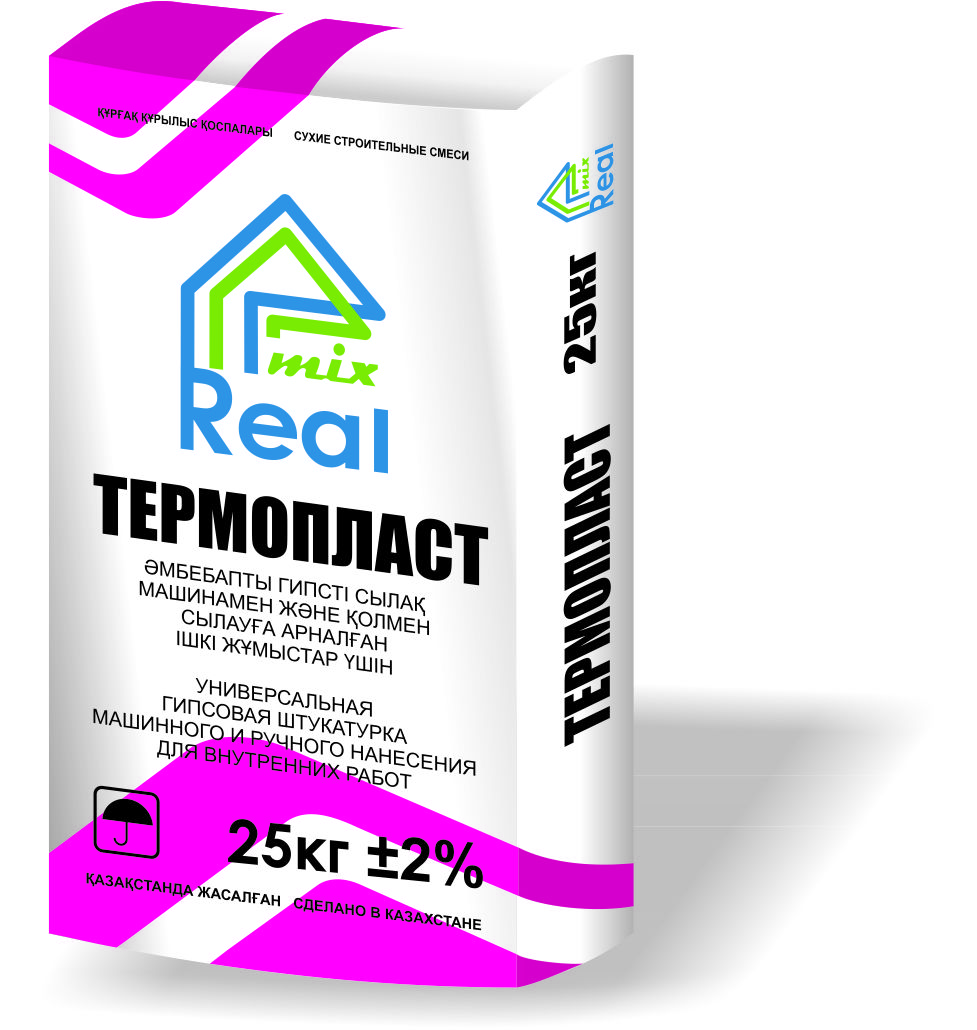 ҚҰРҒАҚ ҚҰРЫЛЫС ҚОСПАЛАРЫ СУХИЕ СТРОИТЕЛЬНЫЕ СМЕСИ
mix
Real
ТЕРМОПЛАСТ
ӘМБЕБАПТЫ ГИПСТІ СЫЛАҚ
МАШИНАМЕН ЖӘНЕ ҚОЛМЕН
СЫЛАУҒА АРНАЛҒАН
ІШКІ ЖҰМЫСТАР ҮШІН
УНИВЕРСАЛЬНАЯ
ГИПСОВАЯ ШТУКАТУРКА
МАШИННОГО И РУЧНОГО НАНЕСЕНИЯ
ДЛЯ ВНУТРЕННИХ РАБОТ
25кг ±2%
ҚАЗАҚСТАНДА ЖАСАЛҒАН СДЕЛАНО В КАЗАХСТАНЕ
mix
Real
ТЕРМОПЛАСТ 25кг